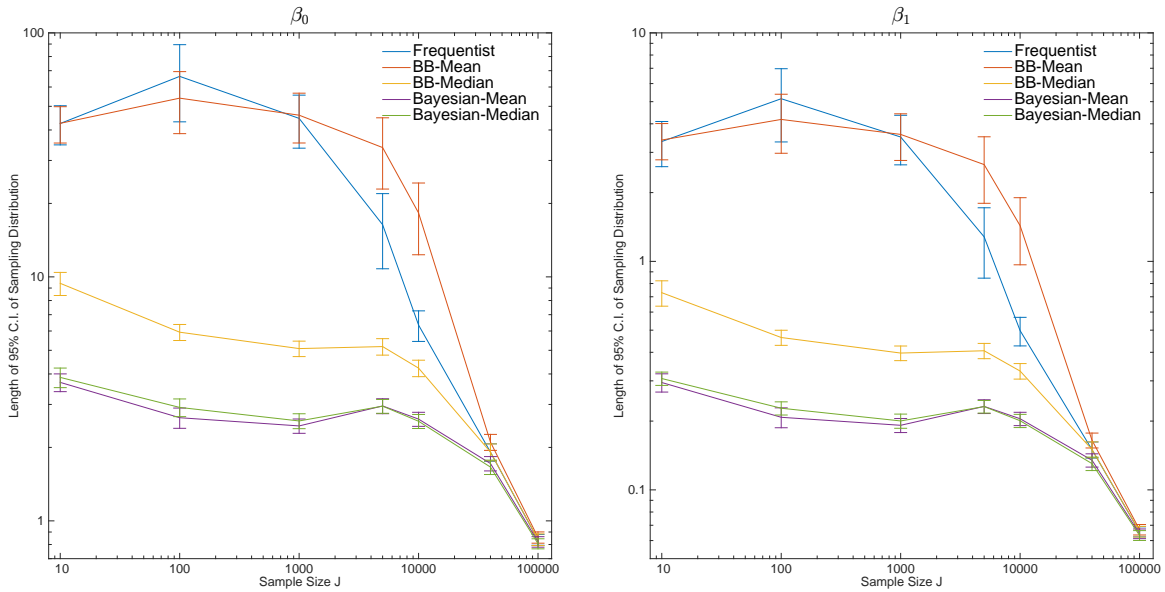 β0
100
10
1
Length of 95% C.I. of Sampling Distribution
Frequentist
BB-Mean
BB-Median
Bayesian-Mean
Bayesian-Median
10
100
1000
10000
100000
Sample Size J
β1
10
1
0.1
Length of 95% C.I. of Sampling Distribution
Frequentist
BB-Mean
BB-Median
Bayesian-Mean
Bayesian-Median
10
100
1000
10000
100000
Sample Size J